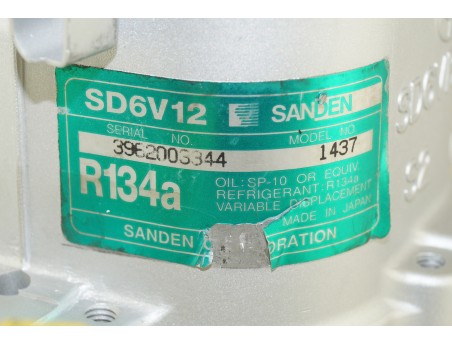 SD6V12 SANDEN
SERIAL NO. MODEL NO
3962003344 1437
R134a
OIL: SP-10 OR EQUIV.
REFRIGERANT: R134a
VARIABLE DISPLACEMENT
MADE IN JAPAN
SANDEN
SD6V